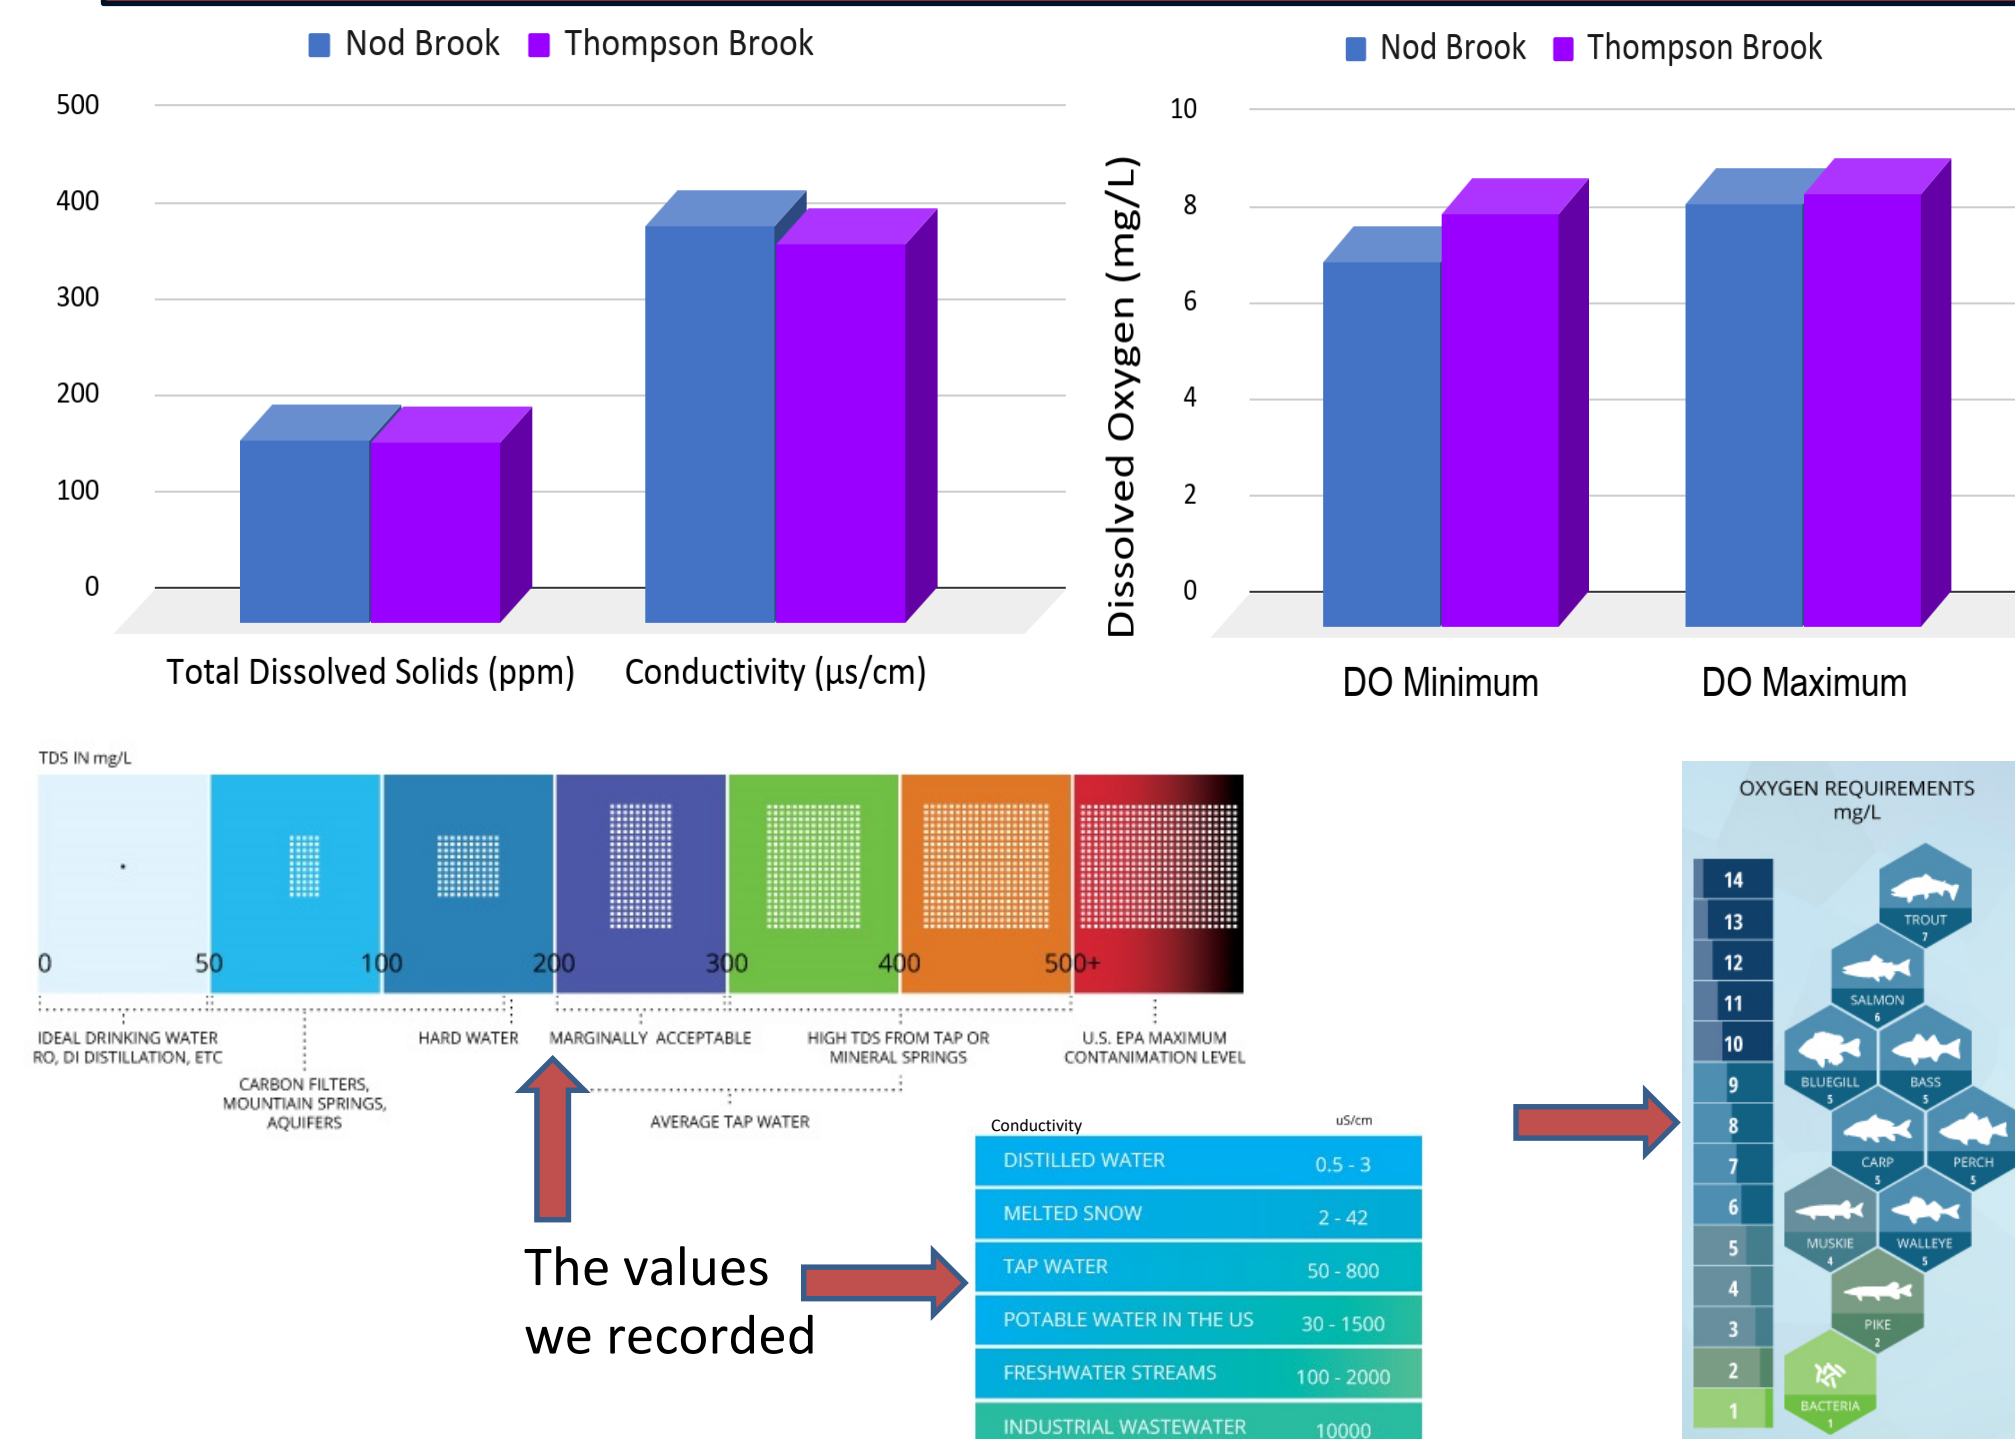 Nod Brook Thompson Brook
500
400
300
200
100
0
Total Dissolved Solids (ppm) Conductivity (µs/cm)
Nod Brook Thompson Brook
Dissolved Oxygen (mg/L)
10
8
6
4
2
0
DO Minimum DO Maximum
TDS IN mg/L
0 50 100 200 300 400 500+
IDEAL DRINKING WATER
RO, DI DISTILLATION, ETC
CARBON FILTERS,
MOUNTIAIN SPRINGS,
AQUIFERS
HARD WATER
MARGINALLY ACCEPTABLE
HIGH TDS FROM TAP OR
MINERAL SPRINGS
U.S. EPA MAXIMUM
CONTANIMATION LEVEL
AVERAGE TAP WATER
The values
we recorded
Conductivity uS/cm
DISTILLED WATER 0.5 - 3
MELTED SNOW 2 - 42
TAP WATER 50 - 800
POTABLE WATER IN THE US 30 - 1500
FRESHWATER STREAMS 100 - 2000
INDUSTRIAL WASTEWATER 10000
OXYGEN REQUIREMENTS
mg/L
14
13
12
11
10
9
8
7
6
5
4
3
2
1
TROUT
7
SALMON
6
BLUEGILL
5
BASS
5
CARP
5
PERCH
5
MUSKIE
4
WALLEYE
5
PIKE
2
BACTERIA
1